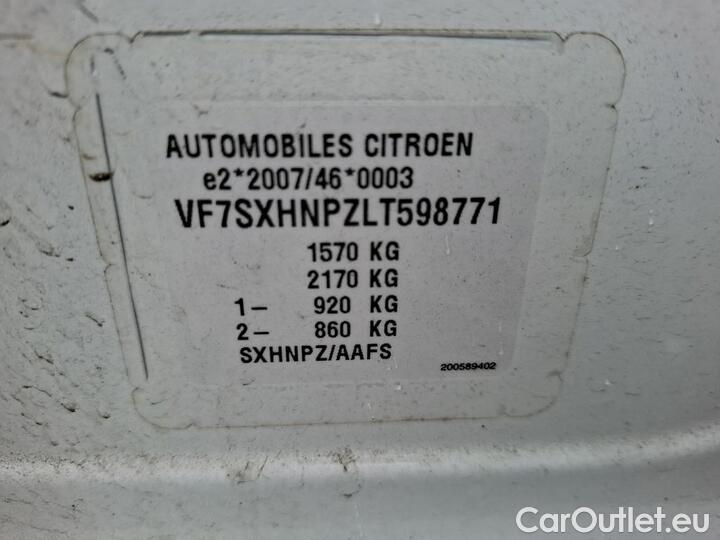 AUTOMOBILES CITROEN
e2*2007/46*0003
VF7SXHNPZLT598771
1570 KG
2170 KG
1– 920 KG
2– 860 KG
SXHNPZ/AAFS
200589402
CarOutlet.eu